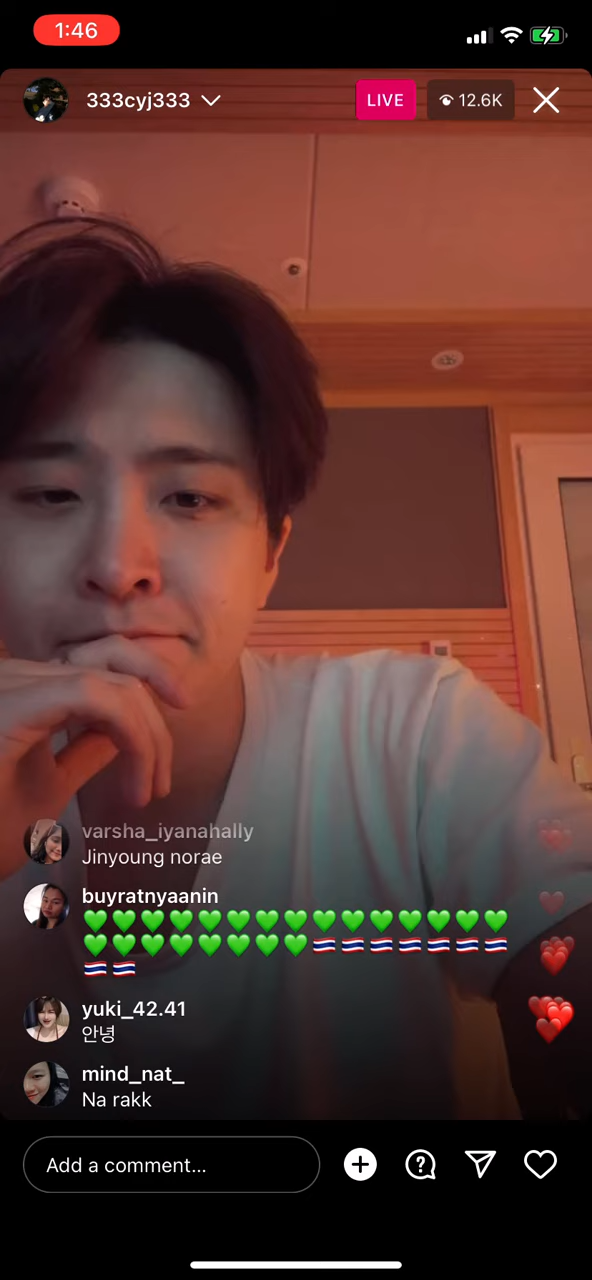 1:46
333cyj333
LIVE
12.6K
varsha_iyanahally
Jinyoung norae
buyratnyaanin
💚💚💚💚💚💚💚💚💚💚💚💚💚💚💚
💚💚💚💚💚💚💚💚🇹🇭🇹🇭🇹🇭🇹🇭🇹🇭🇹🇭🇹🇭
🇹🇭🇹🇭
yuki_42.41
안녕
mind_nat_
Na rakk
Add a comment...